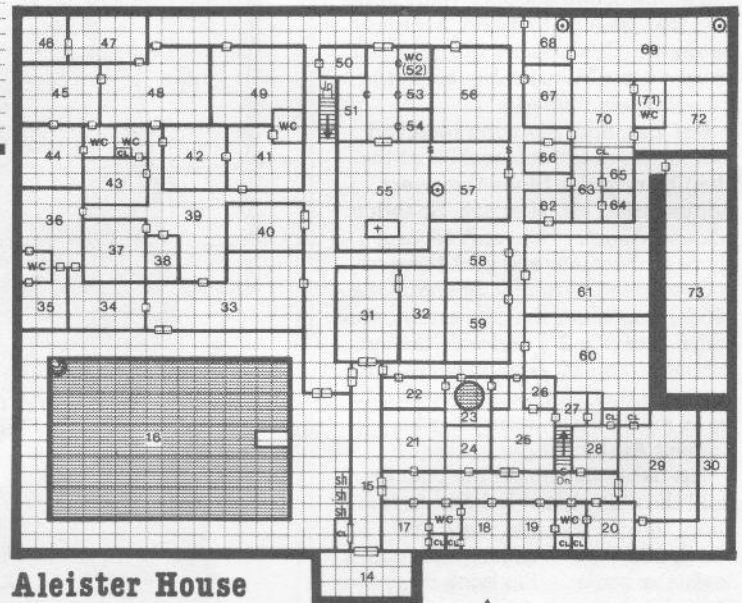 46 47 50 WC (52) 68 69
45 48 49 Up 51 c c 53 56 67 (71) WC 72
WC c 54 70
44 WC WC CL 42 41 s s CL
43 55 57 66 63 65
36 39 62 64
37 40 +
38 58 73
WC 61
35 34 33 31 32 59
60
22 26
16 23 27 CL CL
21 24 25 28 29 30
Dn
sh 15
sh
sh WC WC
17 18 19 20
CL CL CL CL
14
Aleister House